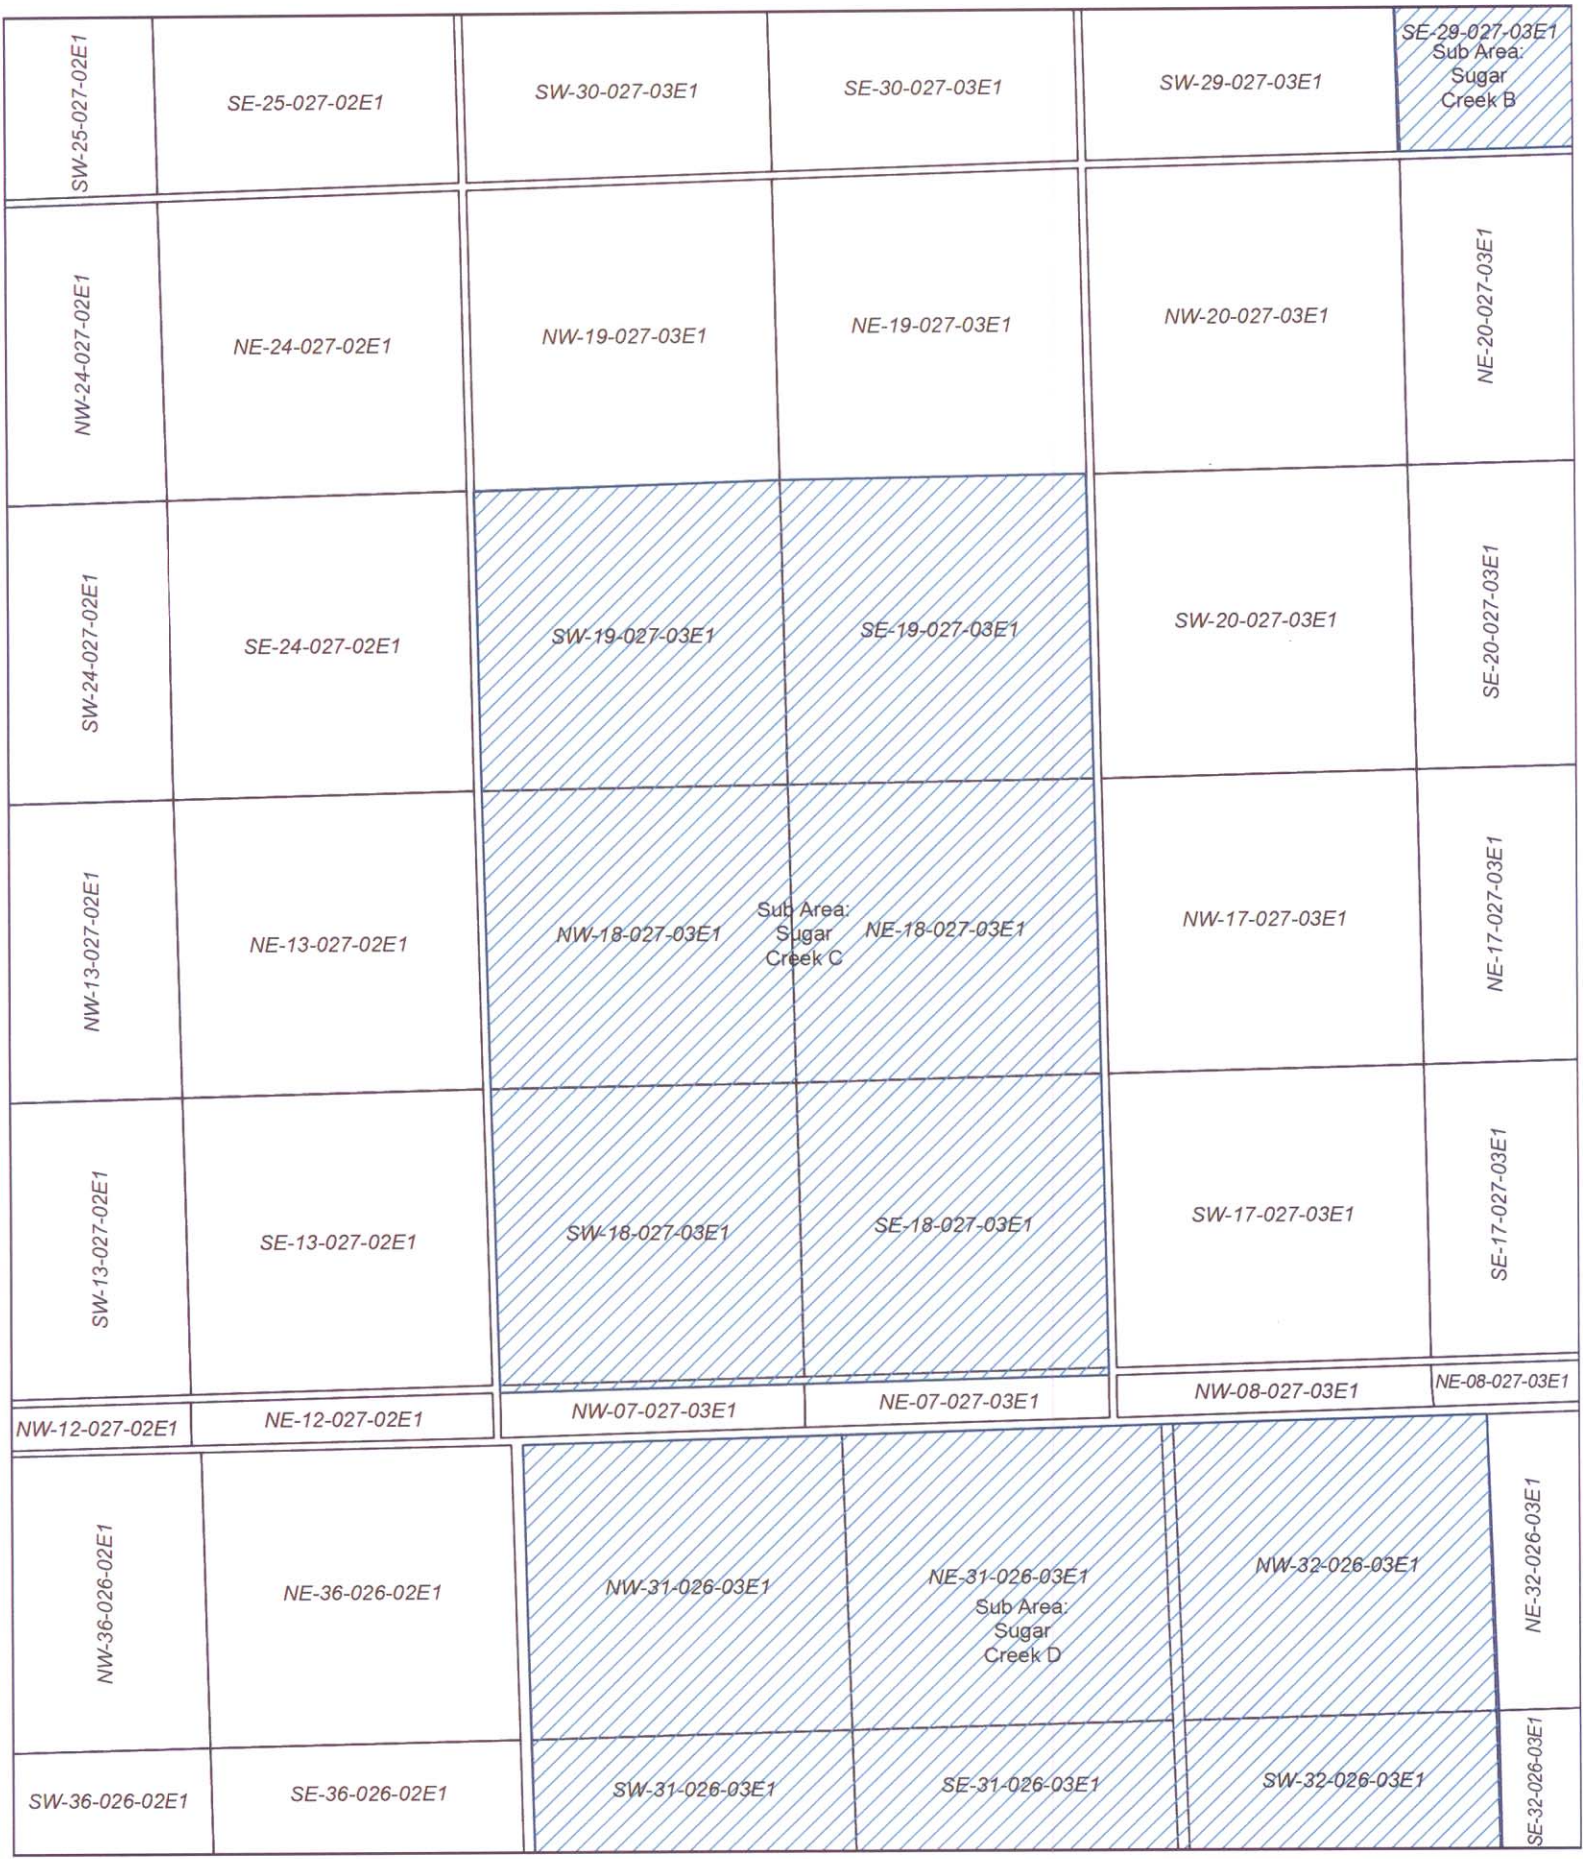 SW-25-027-02E1
SE-25-027-02E1
SW-30-027-03E1
SE-30-027-03E1
SW-29-027-03E1
SE-29-027-03E1
Sub Area:
Sugar
Creek B
NW-24-027-02E1
NE-24-027-02E1
NW-19-027-03E1
NE-19-027-03E1
NW-20-027-03E1
NE-20-027-03E1
SW-24-027-02E1
SE-24-027-02E1
SW-19-027-03E1
SE-19-027-03E1
SW-20-027-03E1
SE-20-027-03E1
NW-13-027-02E1
NE-13-027-02E1
NW-18-027-03E1
Sub Area:
Sugar
Creek C
NE-18-027-03E1
NW-17-027-03E1
NE-17-027-03E1
SW-13-027-02E1
SE-13-027-02E1
SW-18-027-03E1
SE-18-027-03E1
SW-17-027-03E1
SE-17-027-03E1
NW-12-027-02E1
NE-12-027-02E1
NW-07-027-03E1
NE-07-027-03E1
NW-08-027-03E1
NE-08-027-03E1
NW-36-026-02E1
NE-36-026-02E1
NW-31-026-03E1
NE-31-026-03E1
Sub Area:
Sugar
Creek D
NW-32-026-03E1
NE-32-026-03E1
SW-36-026-02E1
SE-36-026-02E1
SW-31-026-03E1
SE-31-026-03E1
SW-32-026-03E1
SE-32-026-03E1